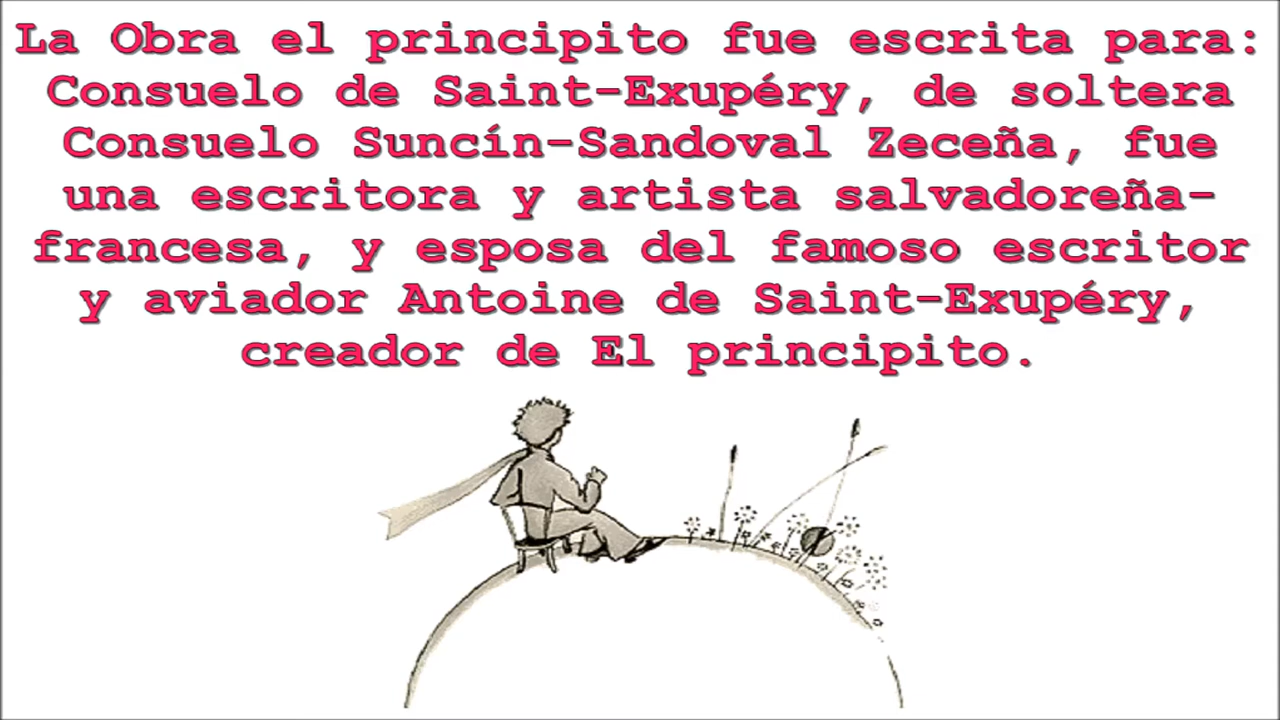 La Obra el principito fue escrita para:
Consuelo de Saint-Exupéry, de soltera
Consuelo Suncín-Sandoval Zeceña, fue
una escritora y artista salvadoreña-
francesa, y esposa del famoso escritor
y aviador Antoine de Saint-Exupéry,
creador de El principito.